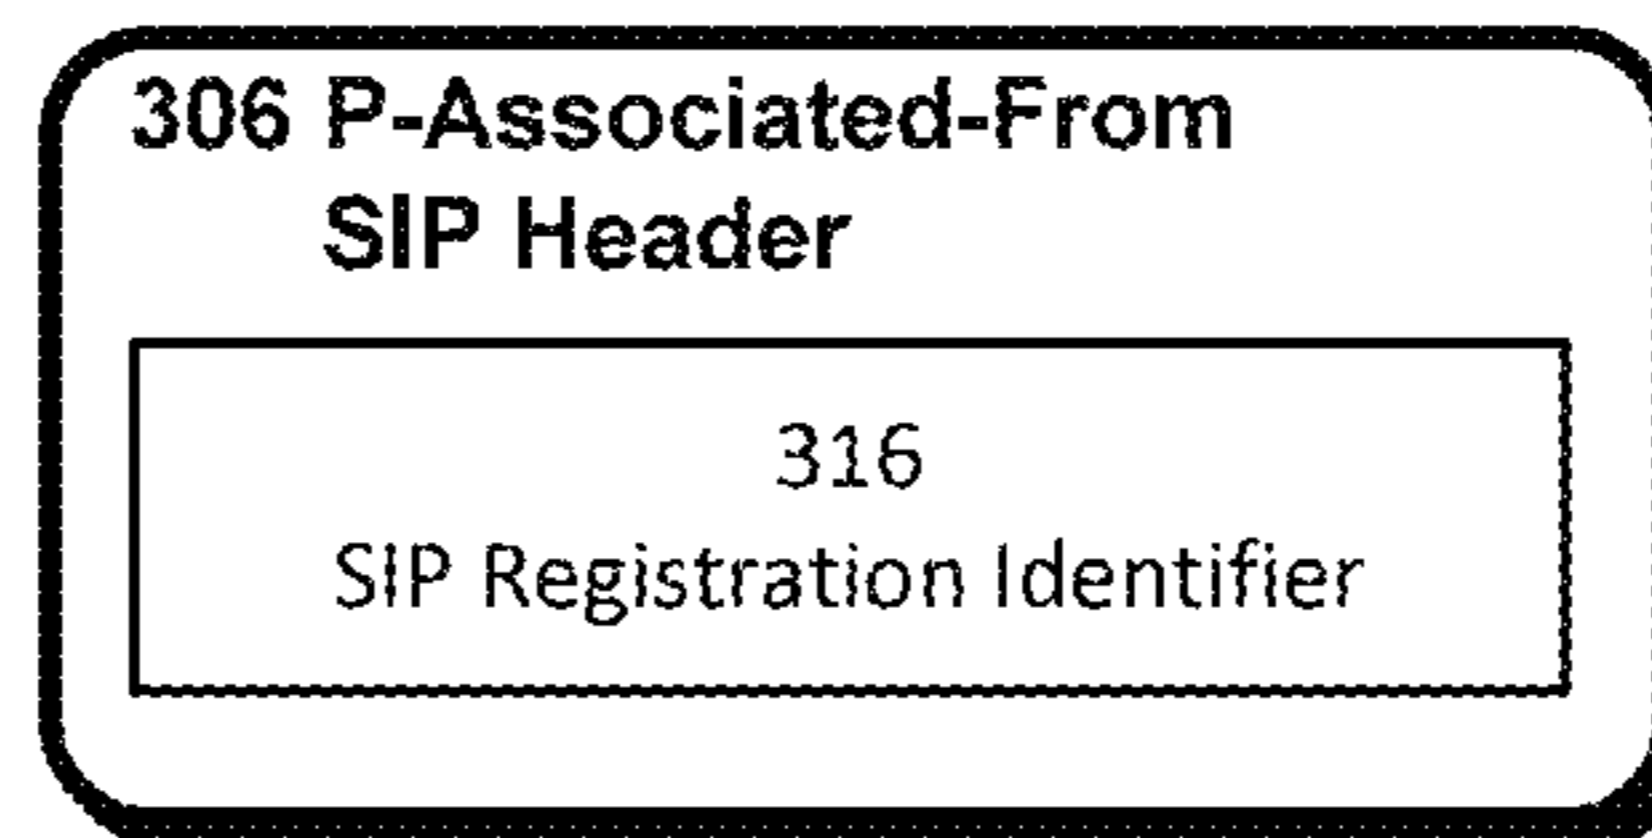 306 P-Associated-From
SIP Header
316
SIP Registration Identifier